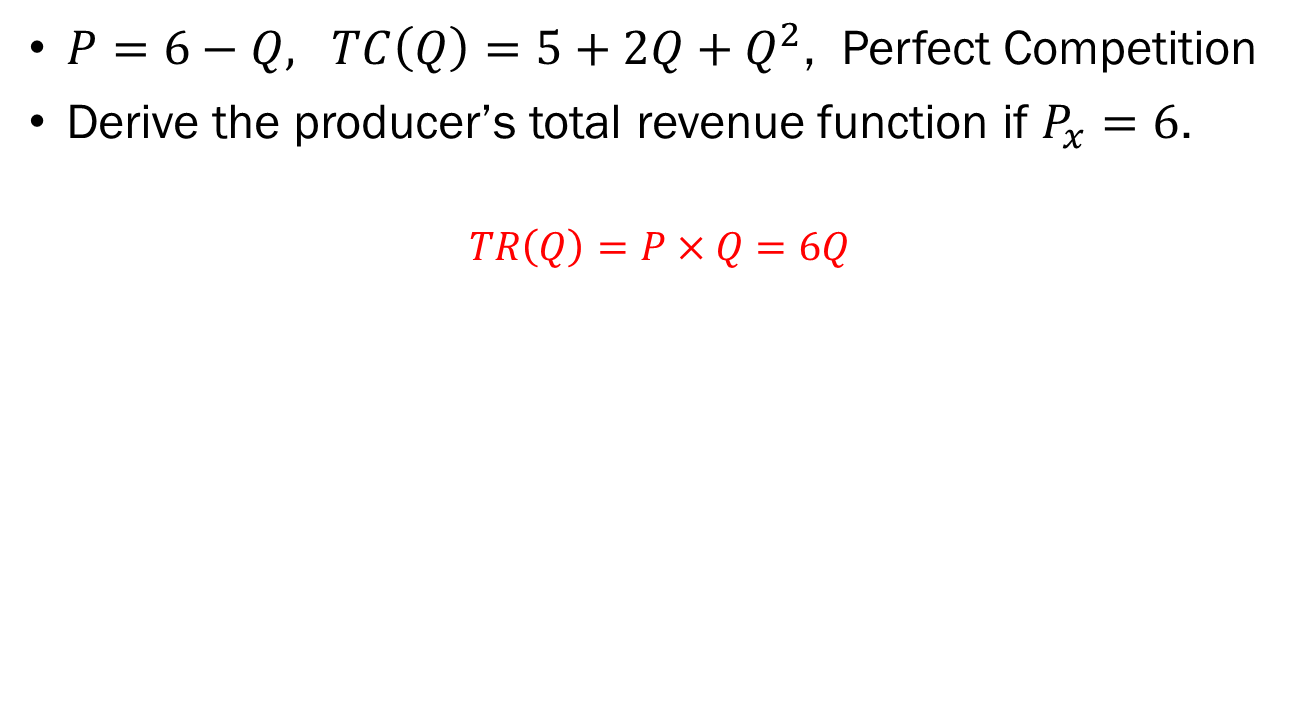 • P = 6 − Q, TC(Q) = 5 + 2Q + Q², Perfect Competition
• Derive the producer’s total revenue function if Pₓ = 6.
TR(Q) = P × Q = 6Q